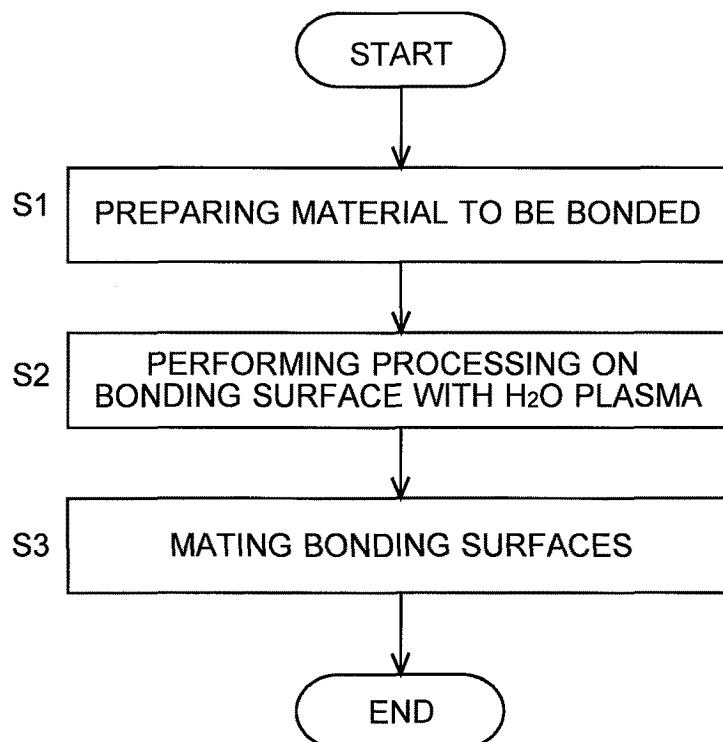 START
S1 PREPARING MATERIAL TO BE BONDED
S2 PERFORMING PROCESSING ON
BONDING SURFACE WITH H₂O PLASMA
S3 MATING BONDING SURFACES
END